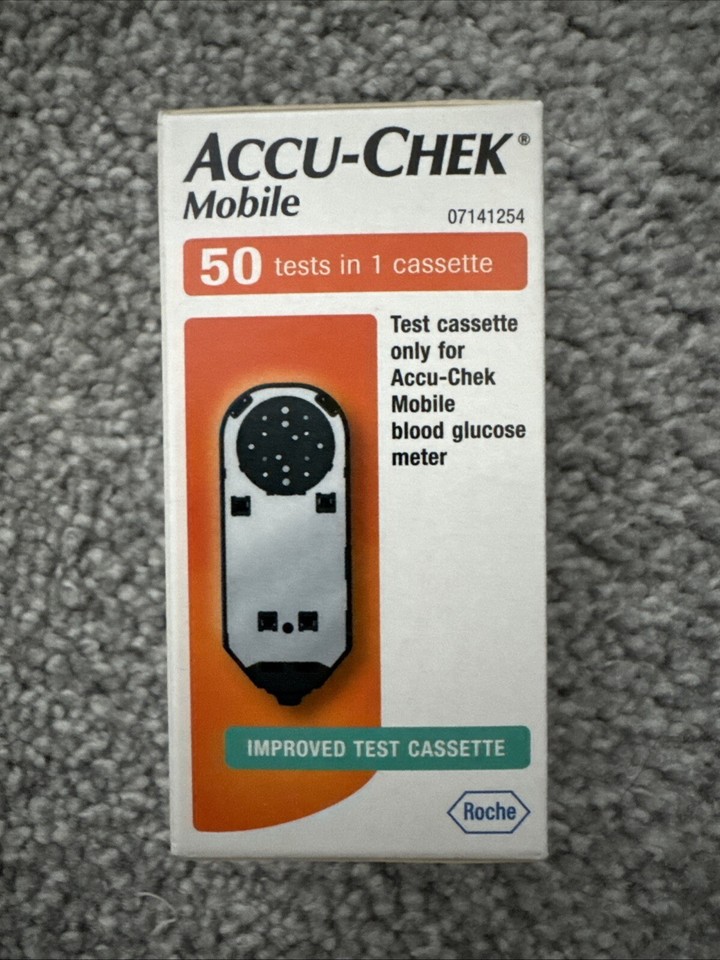 ACCU-CHEK®
Mobile
07141254
50 tests in 1 cassette
Test cassette
only for
Accu-Chek
Mobile
blood glucose
meter
IMPROVED TEST CASSETTE
Roche